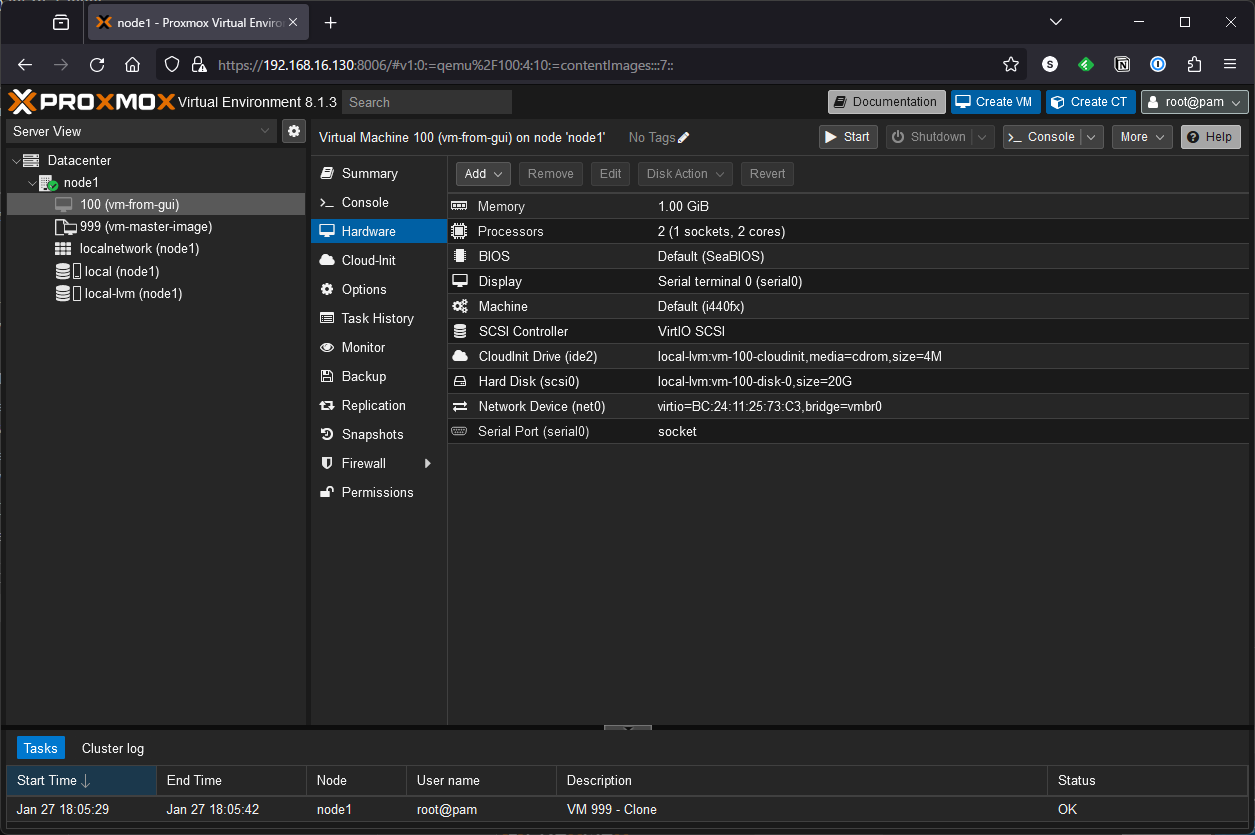 node1 - Proxmox Virtual Enviro
https://192.168.16.130:8006/#v1:0:=qemu%2F100:4:10:=contentImages:::7::
PROXMOX Virtual Environment 8.1.3 Search Documentation Create VM Create CT root@pam
Server View
Virtual Machine 100 (vm-from-gui) on node 'node1' No Tags Start Shutdown Console More Help
Datacenter
node1
100 (vm-from-gui)
999 (vm-master-image)
localnetwork (node1)
local (node1)
local-lvm (node1)
Summary
Console
Hardware
Cloud-Init
Options
Task History
Monitor
Backup
Replication
Snapshots
Firewall
Permissions
Add Remove Edit Disk Action Revert
Memory 1.00 GiB
Processors 2 (1 sockets, 2 cores)
BIOS Default (SeaBIOS)
Display Serial terminal 0 (serial0)
Machine Default (i440fx)
SCSI Controller VirtIO SCSI
CloudInit Drive (ide2) local-lvm:vm-100-cloudinit,media=cdrom,size=4M
Hard Disk (scsi0) local-lvm:vm-100-disk-0,size=20G
Network Device (net0) virtio=BC:24:11:25:73:C3,bridge=vmbr0
Serial Port (serial0) socket
Tasks Cluster log
Start Time End Time Node User name Description Status
Jan 27 18:05:29 Jan 27 18:05:42 node1 root@pam VM 999 - Clone OK